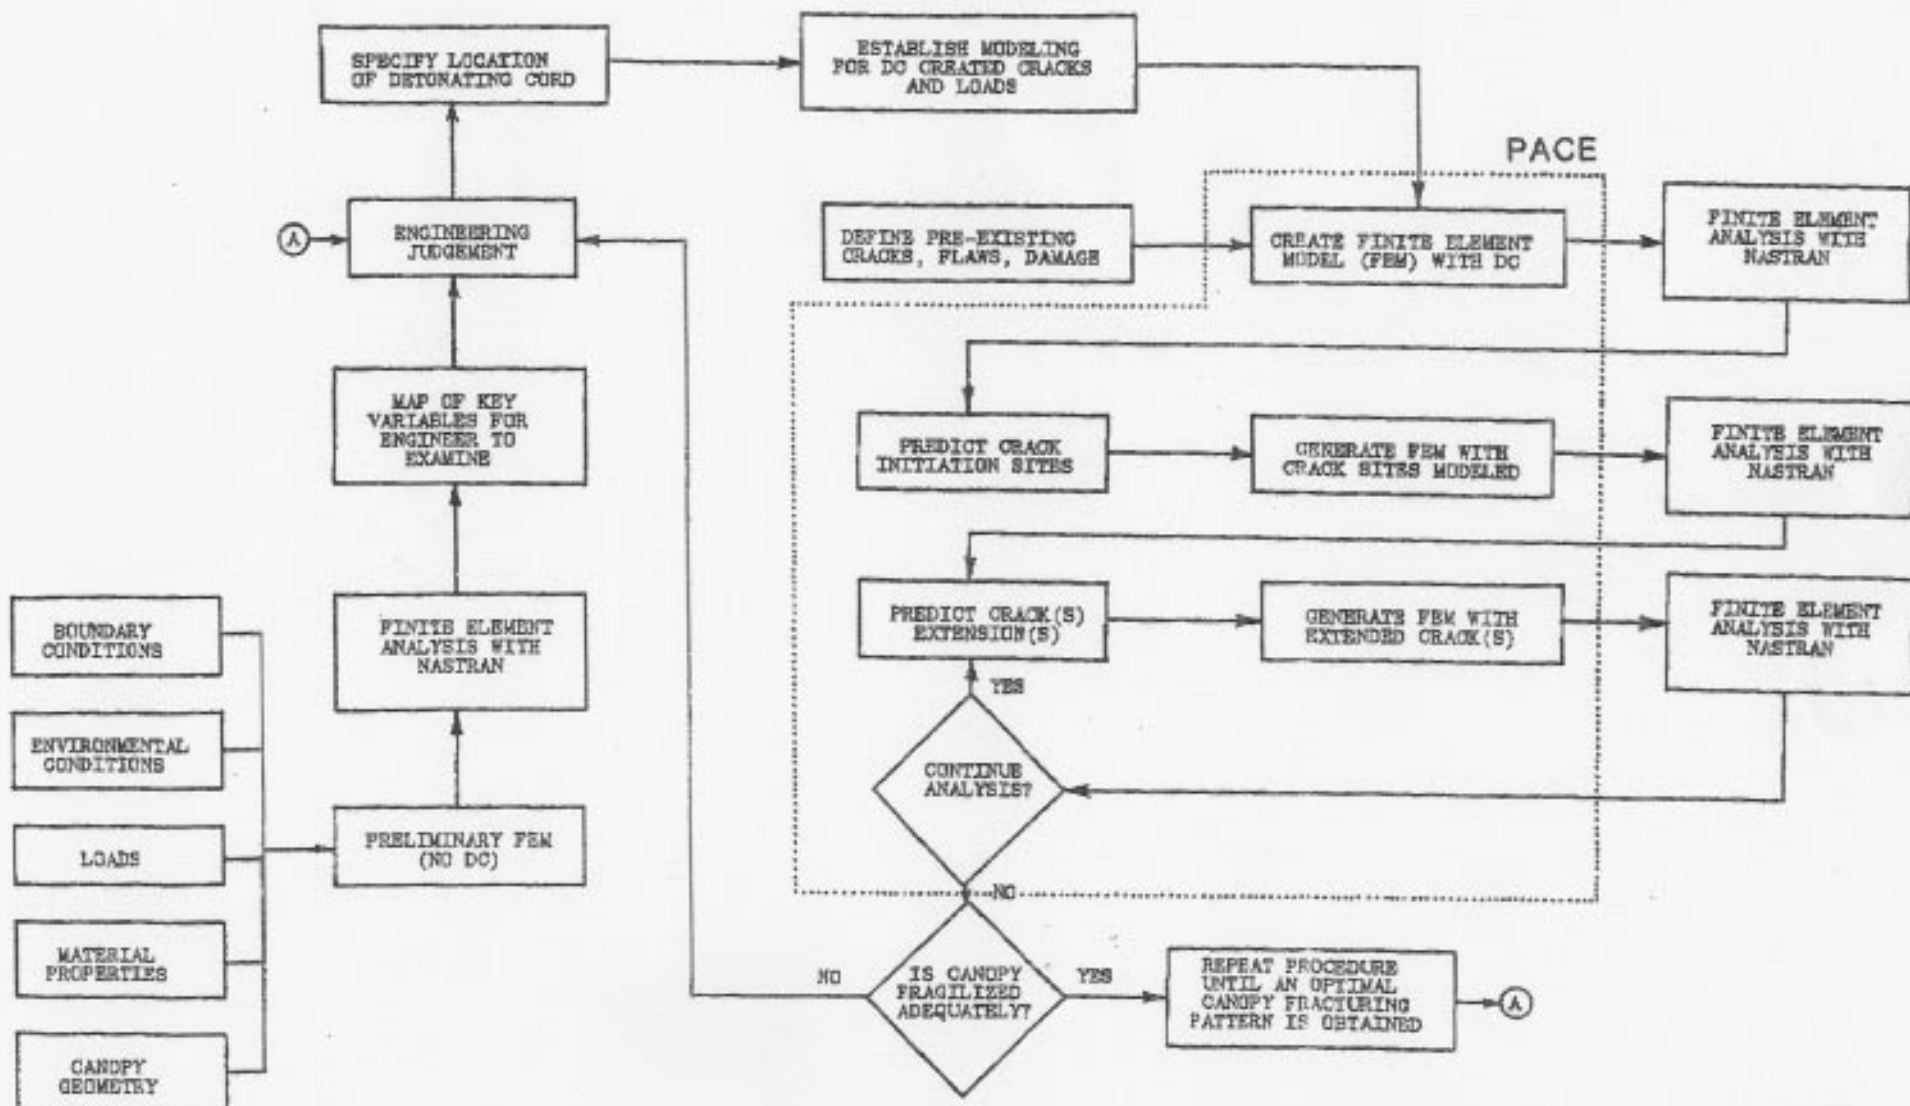 SPECIFY LOCATION
OF DETONATING CORD
ESTABLISH MODELING
FOR DC CREATED CRACKS
AND LOADS
PACE
A
ENGINEERING
JUDGEMENT
DEFINE PRE-EXISTING
CRACKS, FLAWS, DAMAGE
CREATE FINITE ELEMENT
MODEL (FEM) WITH DC
FINITE ELEMENT
ANALYSIS WITH
NASTRAN
MAP OF KEY
VARIABLES FOR
ENGINEER TO
EXAMINE
PREDICT CRACK
INITIATION SITES
GENERATE FEM WITH
CRACK SITES MODELED
FINITE ELEMENT
ANALYSIS WITH
NASTRAN
BOUNDARY
CONDITIONS
FINITE ELEMENT
ANALYSIS WITH
NASTRAN
PREDICT CRACK(S)
EXTENSION(S)
GENERATE FEM WITH
EXTENDED CRACK(S)
FINITE ELEMENT
ANALYSIS WITH
NASTRAN
YES
ENVIRONMENTAL
CONDITIONS
CONTINUE
ANALYSIS?
LOADS
PRELIMINARY FEM
(NO DC)
NO
MATERIAL
PROPERTIES
NO
IS CANOPY
FRAGILIZED
ADEQUATELY?
YES
REPEAT PROCEDURE
UNTIL AN OPTIMAL
CANOPY FRACTURING
PATTERN IS OBTAINED
A
CANOPY
GEOMETRY